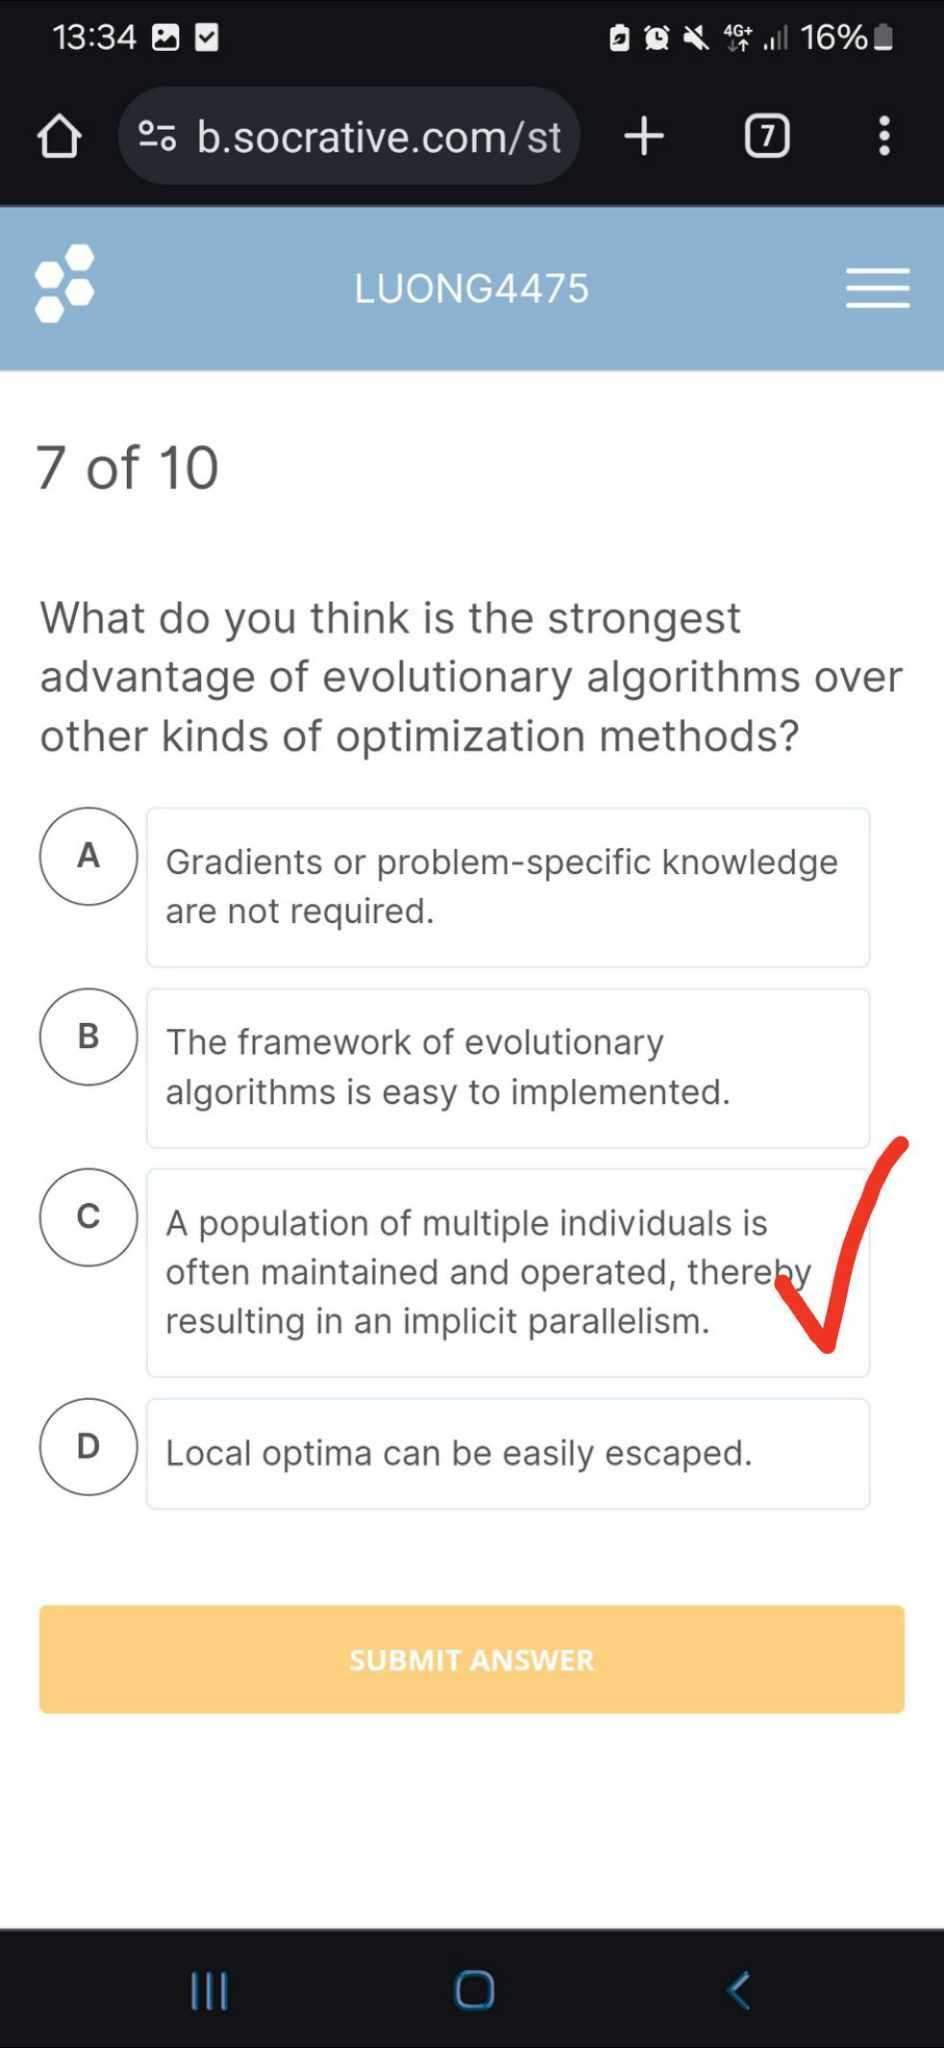 13:34
4G+
16%
b.socrative.com/st
7
LUONG4475
7 of 10
What do you think is the strongest
advantage of evolutionary algorithms over
other kinds of optimization methods?
A
Gradients or problem-specific knowledge
are not required.
B
The framework of evolutionary
algorithms is easy to implemented.
C
A population of multiple individuals is
often maintained and operated, thereby
resulting in an implicit parallelism.
D
Local optima can be easily escaped.
SUBMIT ANSWER